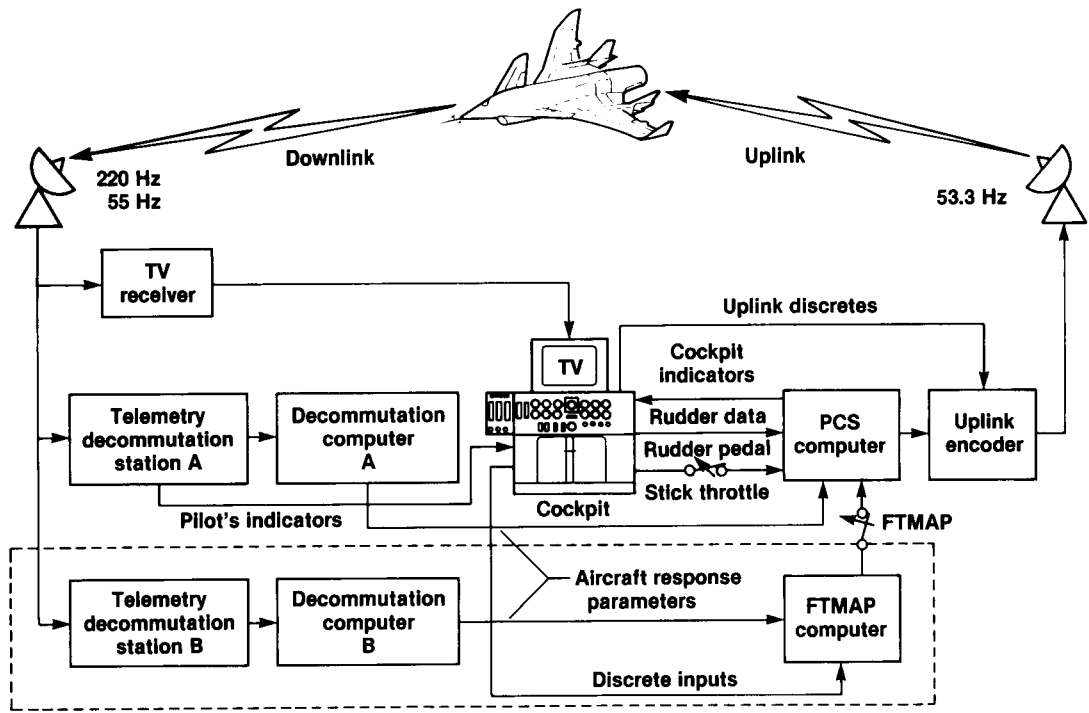 Downlink
Uplink
220 Hz
55 Hz
53.3 Hz
TV
receiver
Uplink discretes
TV
Cockpit
indicators
Telemetry
decommutation
station A
Decommutation
computer
A
Rudder data
PCS
computer
Uplink
encoder
Rudder pedal
Stick throttle
Pilot's indicators
Cockpit
FTMAP
Aircraft response
parameters
Telemetry
decommutation
station B
Decommutation
computer
B
FTMAP
computer
Discrete inputs